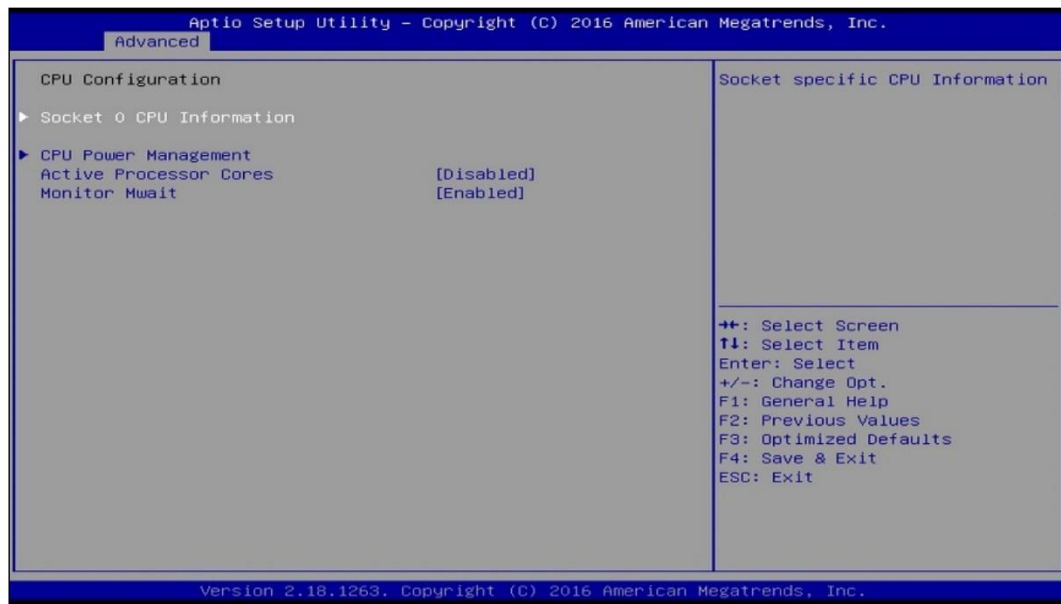 Aptio Setup Utility – Copyright (C) 2016 American Megatrends, Inc.
Advanced
CPU Configuration
▶ Socket 0 CPU Information
▶ CPU Power Management
Active Processor Cores [Disabled]
Monitor Mwait [Enabled]
Socket specific CPU Information
→←: Select Screen
↑↓: Select Item
Enter: Select
+/-: Change Opt.
F1: General Help
F2: Previous Values
F3: Optimized Defaults
F4: Save & Exit
ESC: Exit
Version 2.18.1263. Copyright (C) 2016 American Megatrends, Inc.